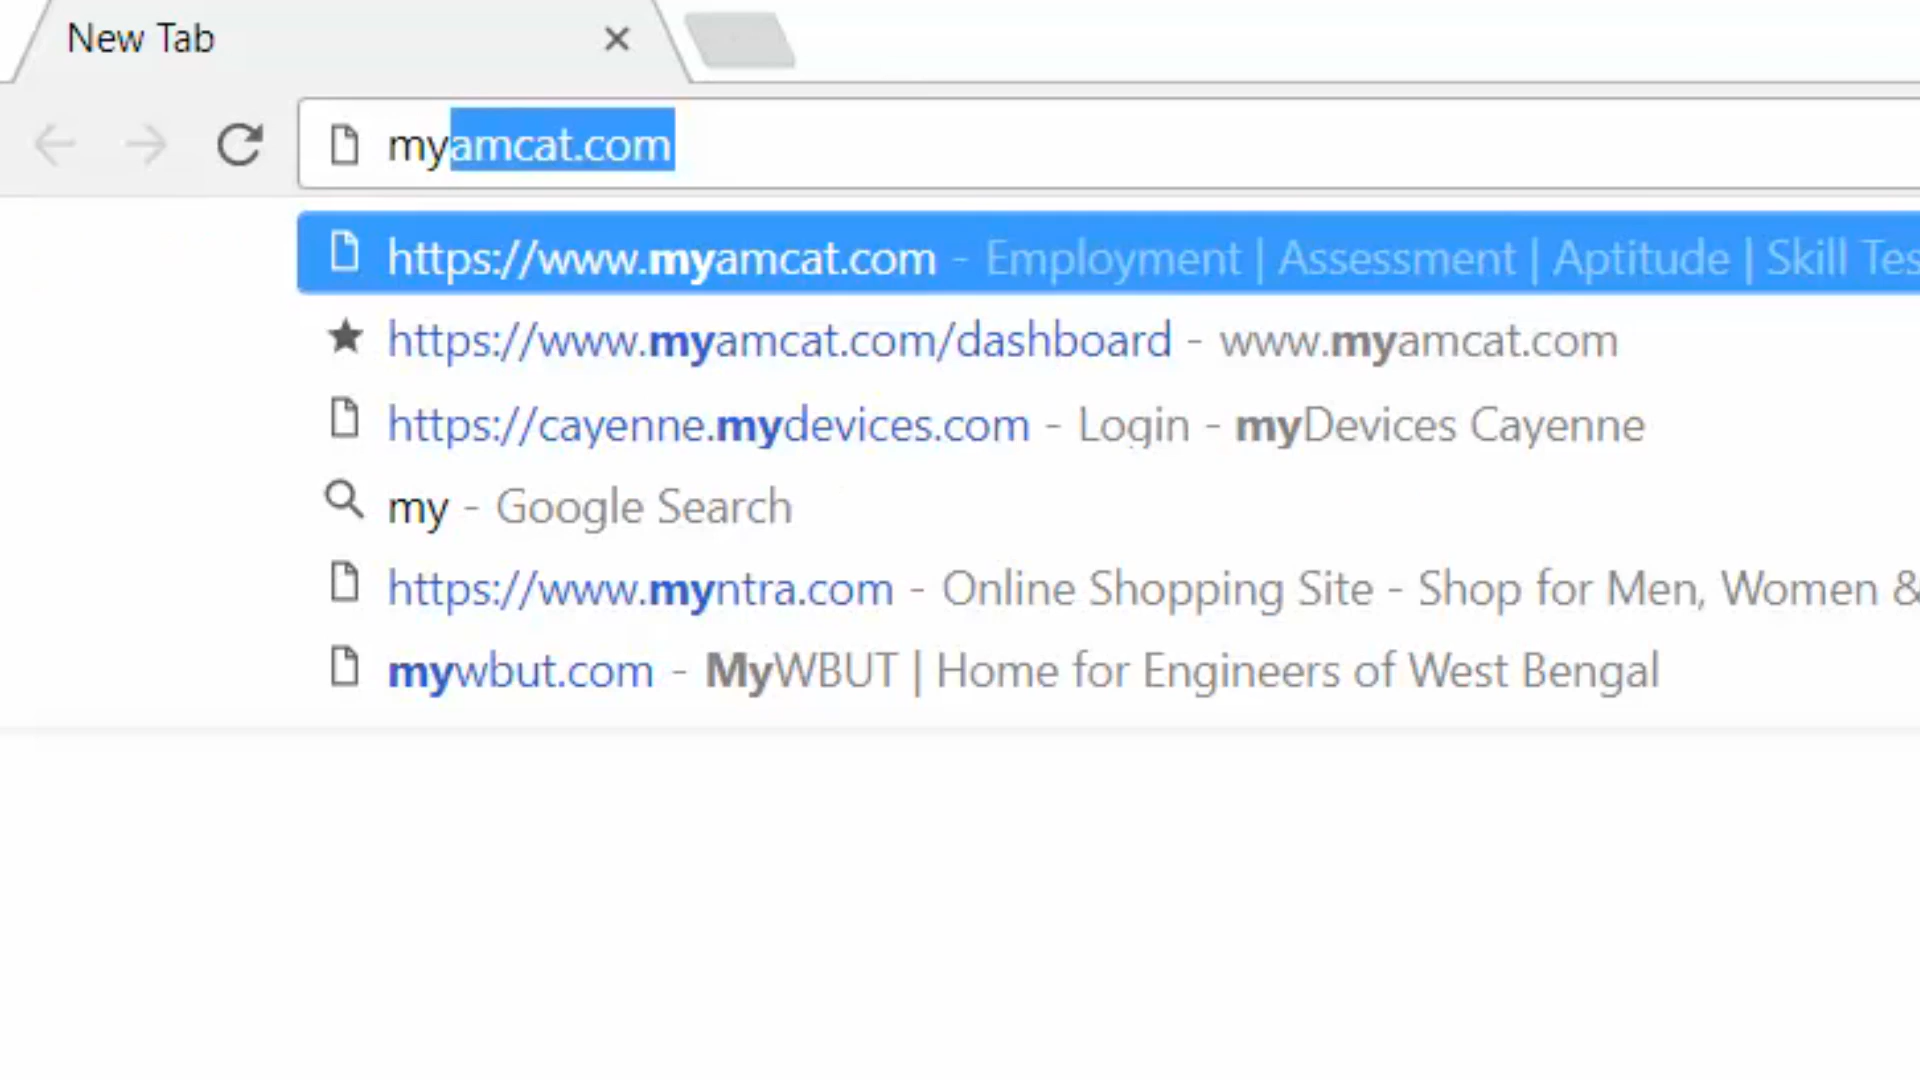 New Tab
myamcat.com
https://www.myamcat.com - Employment | Assessment | Aptitude | Skill Tes
https://www.myamcat.com/dashboard - www.myamcat.com
https://cayenne.mydevices.com - Login - myDevices Cayenne
my - Google Search
https://www.myntra.com - Online Shopping Site - Shop for Men, Women &
mywbut.com - MyWBUT | Home for Engineers of West Bengal